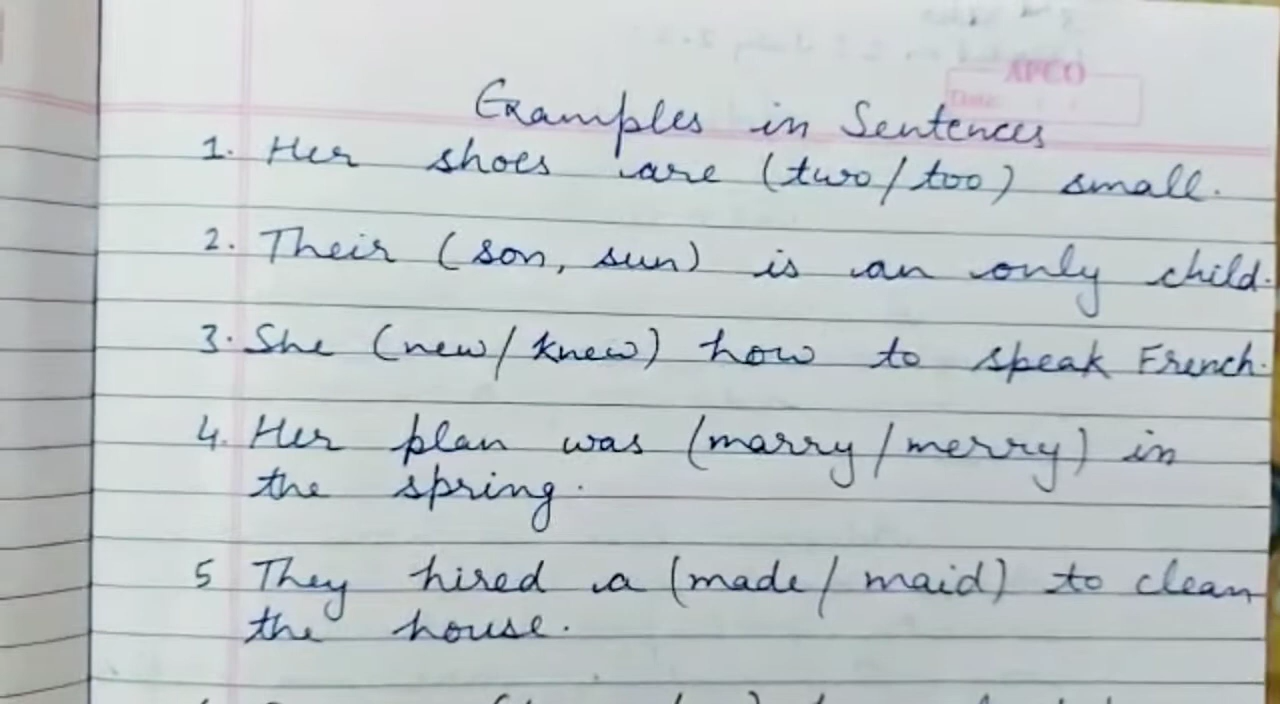 APCO
Date:
Examples in Sentences
1. Her shoes are (two/too) small.
2. Their (son, sun) is an only child.
3. She (new/knew) how to speak French.
4. Her plan was (marry/merry) in
the spring.
5 They hired a (made/maid) to clean
the house.